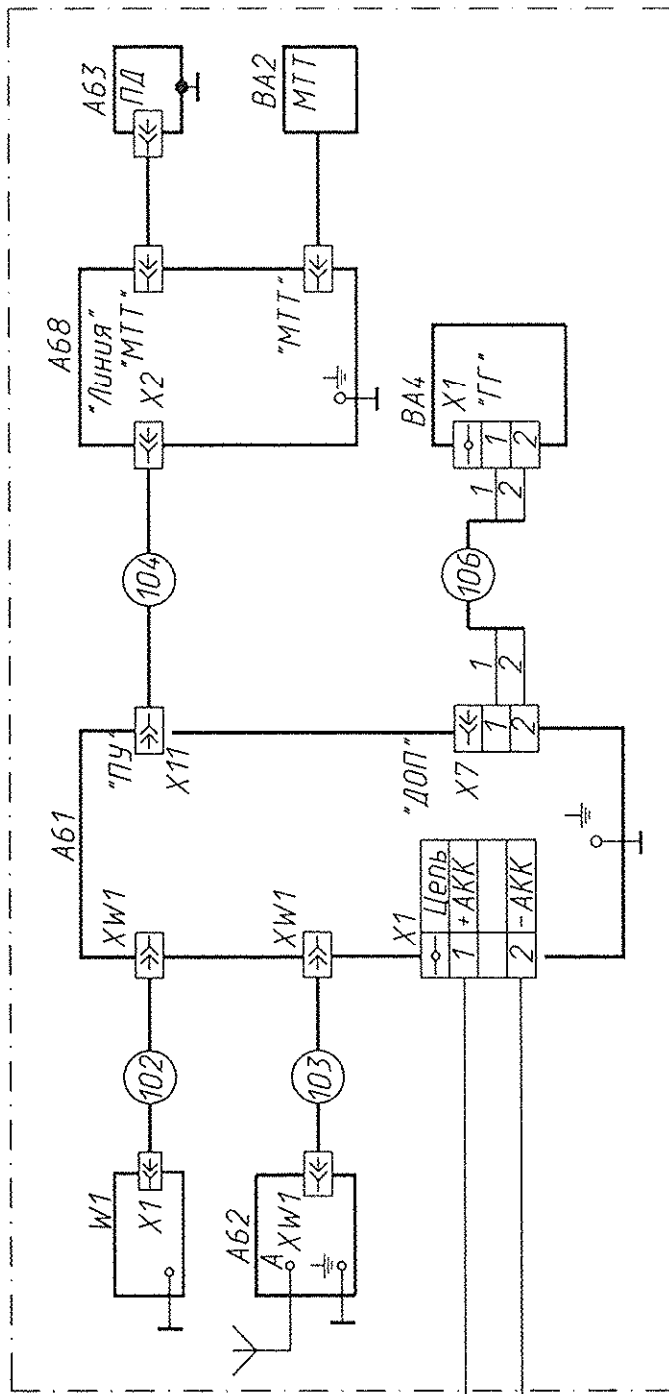 W1
X1
102
XW1
A61
"ПУ"
X11
104
A68
"Линия"
X2
"МТТ"
A63
ПД
A62
A
XW1
103
XW1
"МТТ"
BA2
МТТ
X1
Цепь
1
+АКК
2
-АКК
"ДОП"
X7
1
2
1
2
106
1
2
BA4
X1
"ГГ"
1
2